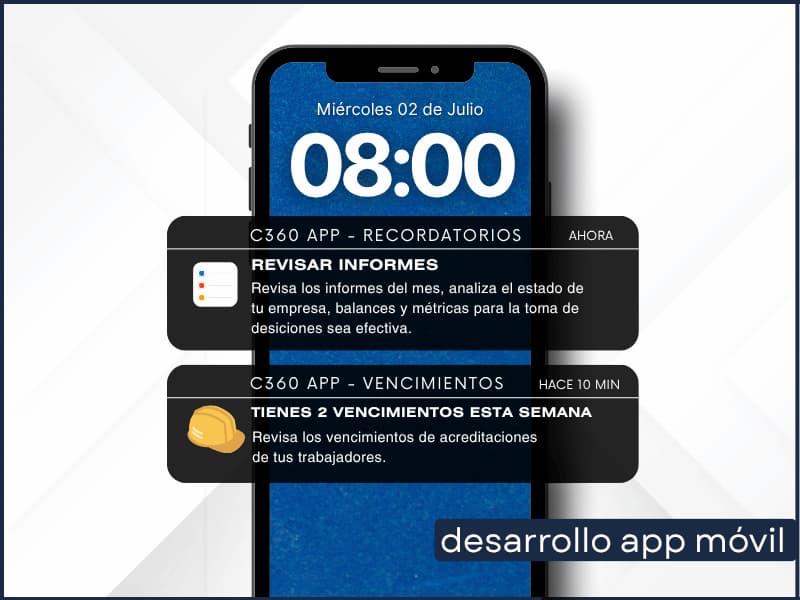 Miércoles 02 de Julio
08:00
C360 APP - RECORDATORIOS AHORA
REVISAR INFORMES
Revisa los informes del mes, analiza el estado de
tu empresa, balances y métricas para la toma de
desiciones sea efectiva.
C360 APP - VENCIMIENTOS HACE 10 MIN
TIENES 2 VENCIMIENTOS ESTA SEMANA
Revisa los vencimientos de acreditaciones
de tus trabajadores.
desarrollo app móvil